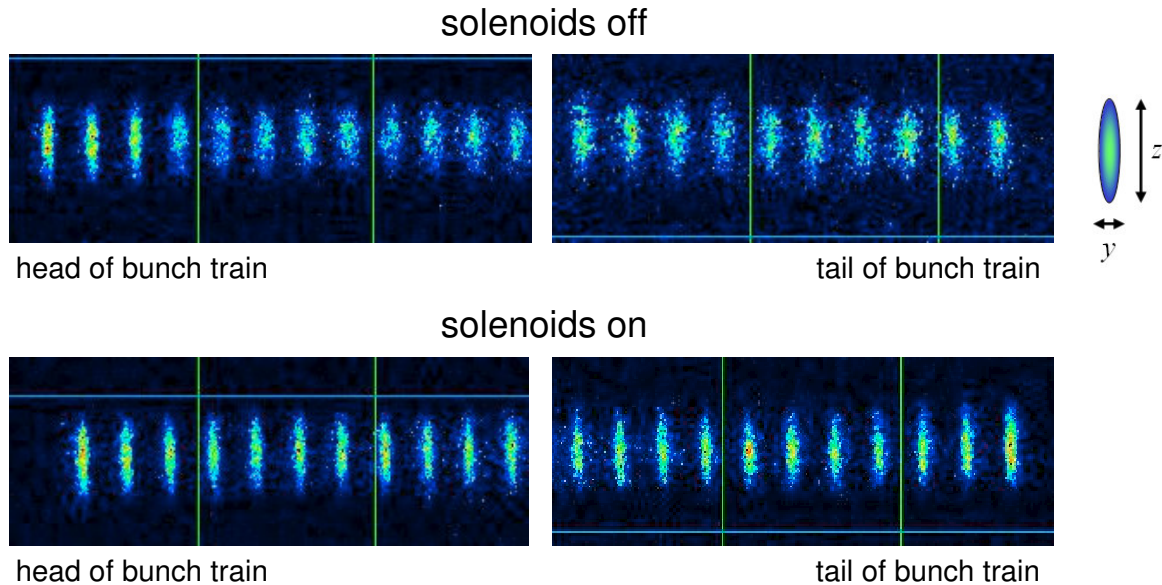 solenoids off
z
y
head of bunch train
tail of bunch train
solenoids on
head of bunch train
tail of bunch train